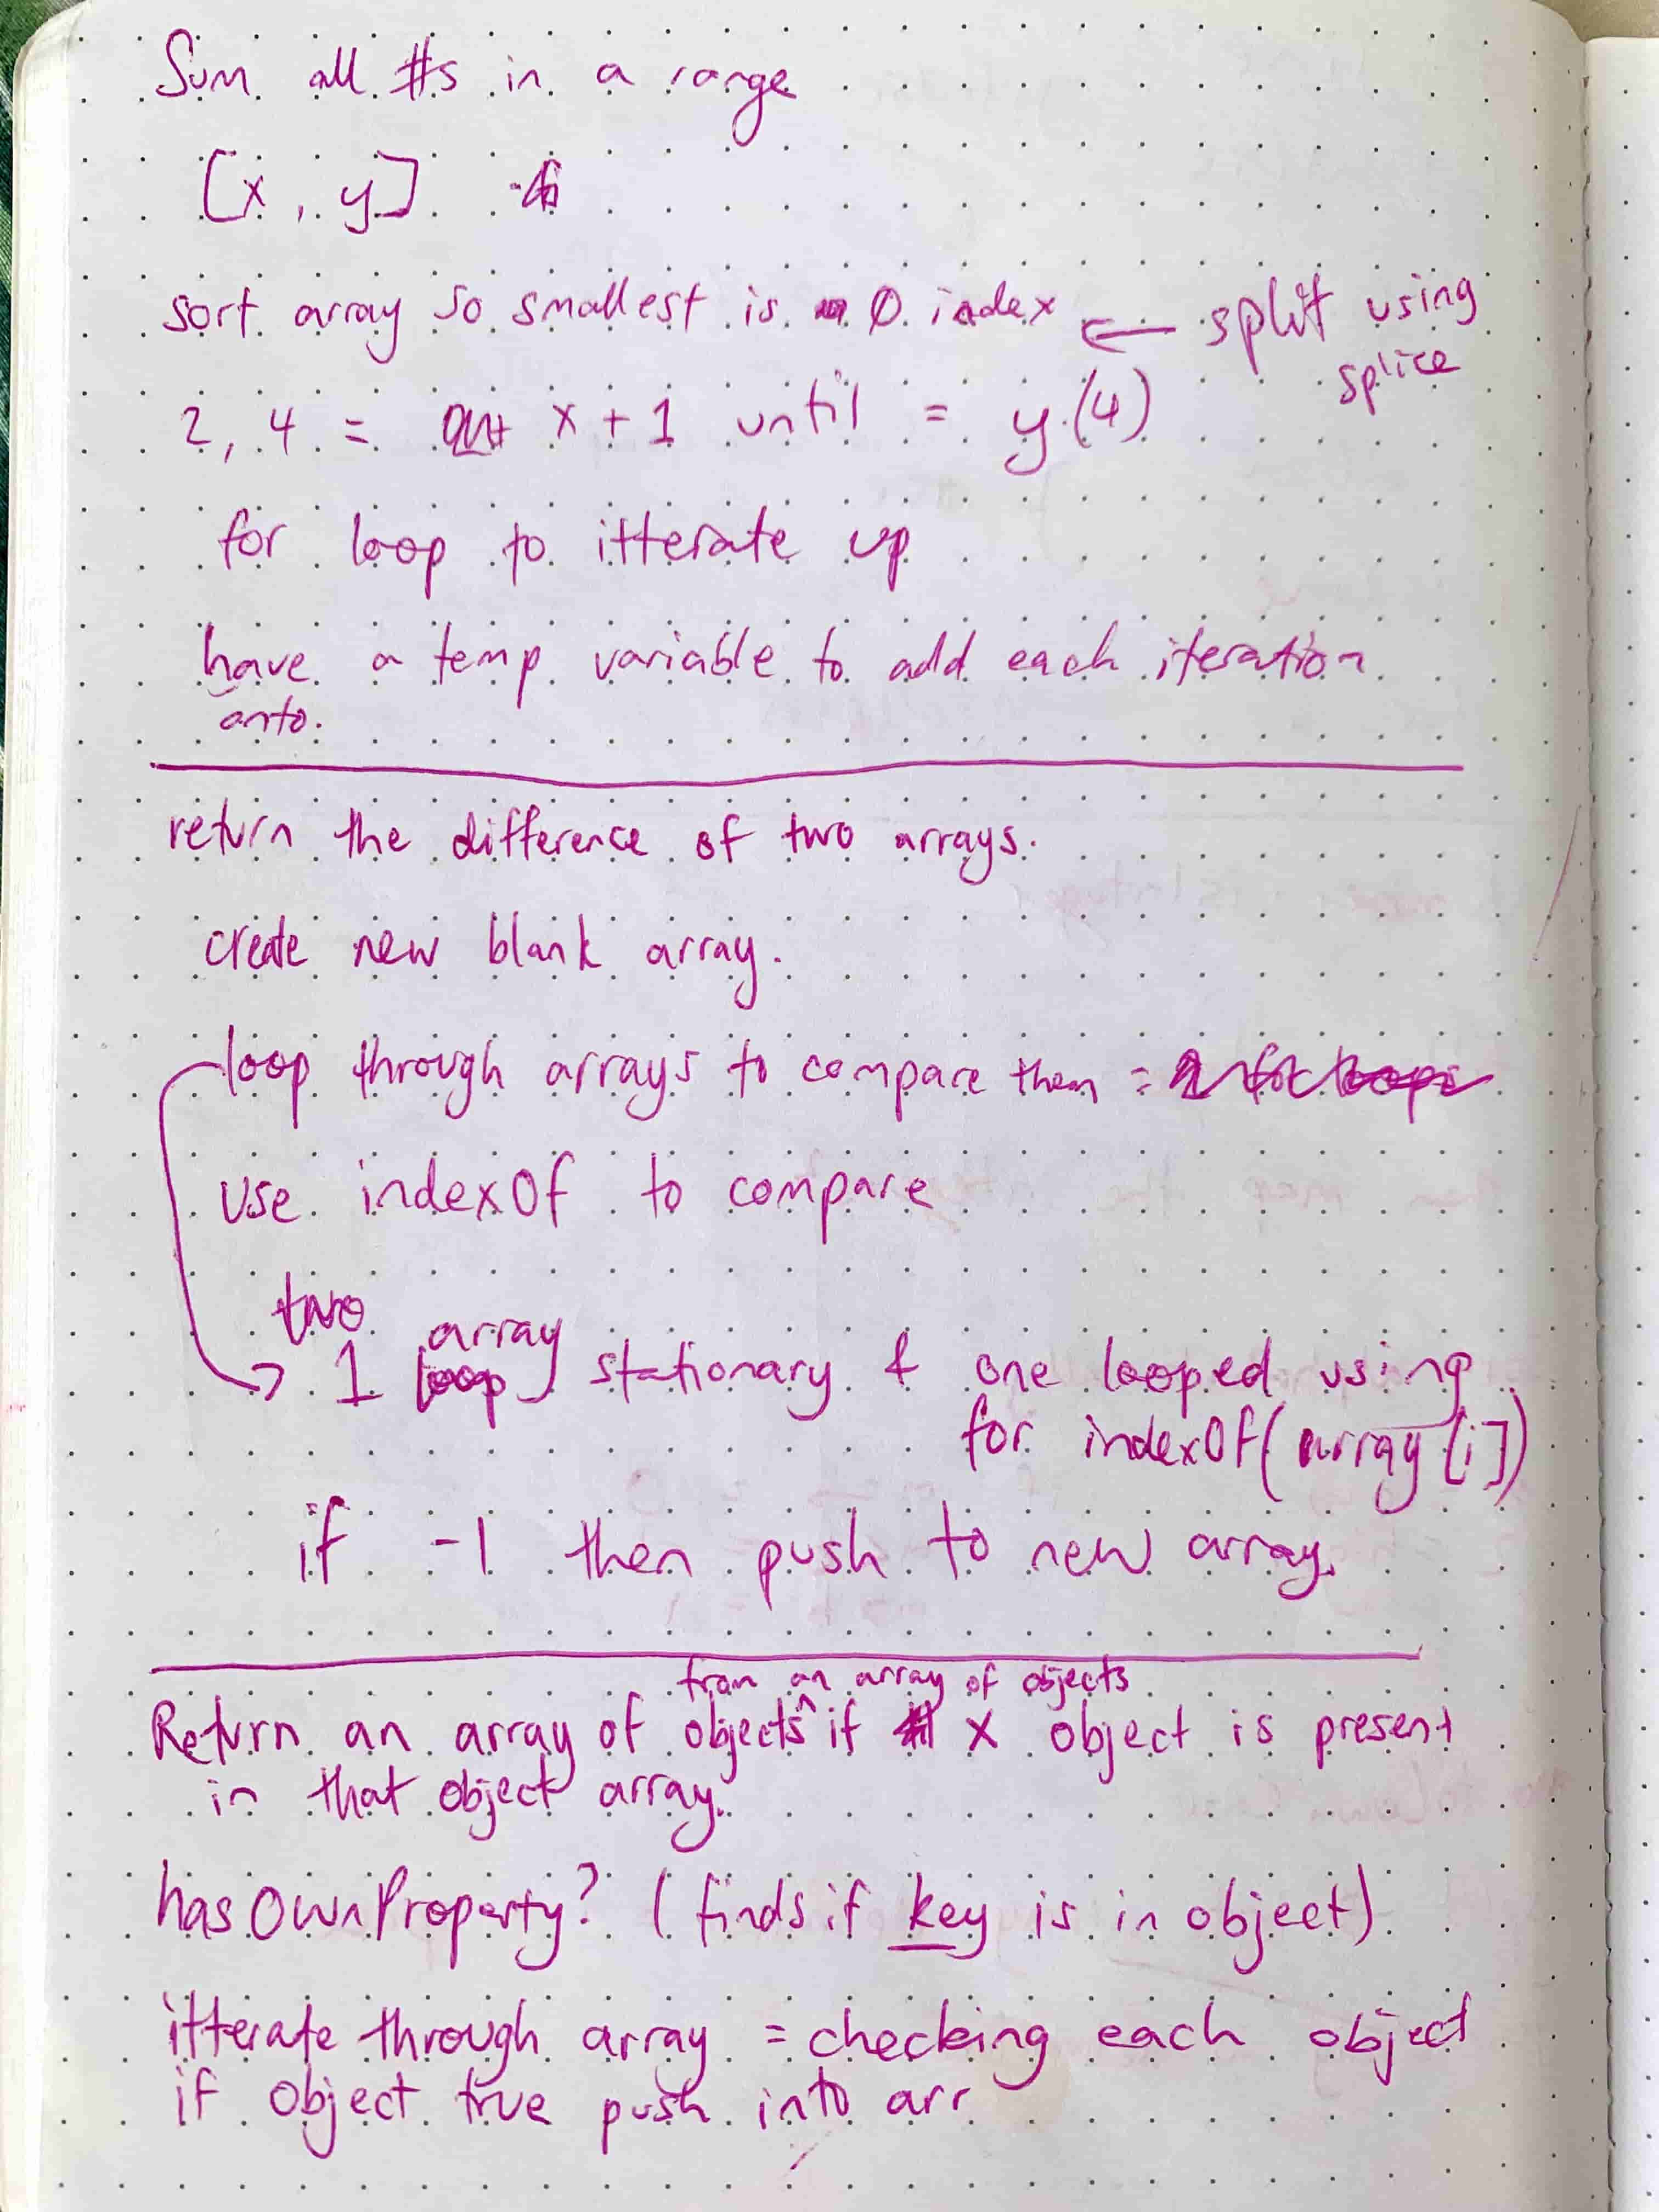 Sum all #s in a range
[x, y]
sort array so smallest is 0 index ← split using
splice
2, 4 = x + 1 until = y (4)
for loop to itterate up
have a temp variable to add each iteration
onto.
return the difference of two arrays.
create new blank array.
loop through arrays to compare them = 2 for loops
use indexOf to compare
two array
1 loop stationary & one looped using
for indexOf(array[i])
if -1 then push to new array.
from an array of objects
Return an array of objects^ if x object is present
in that object array.
hasOwnProperty? (finds if key is in object)
itterate through array = checking each object
if object true push into arr